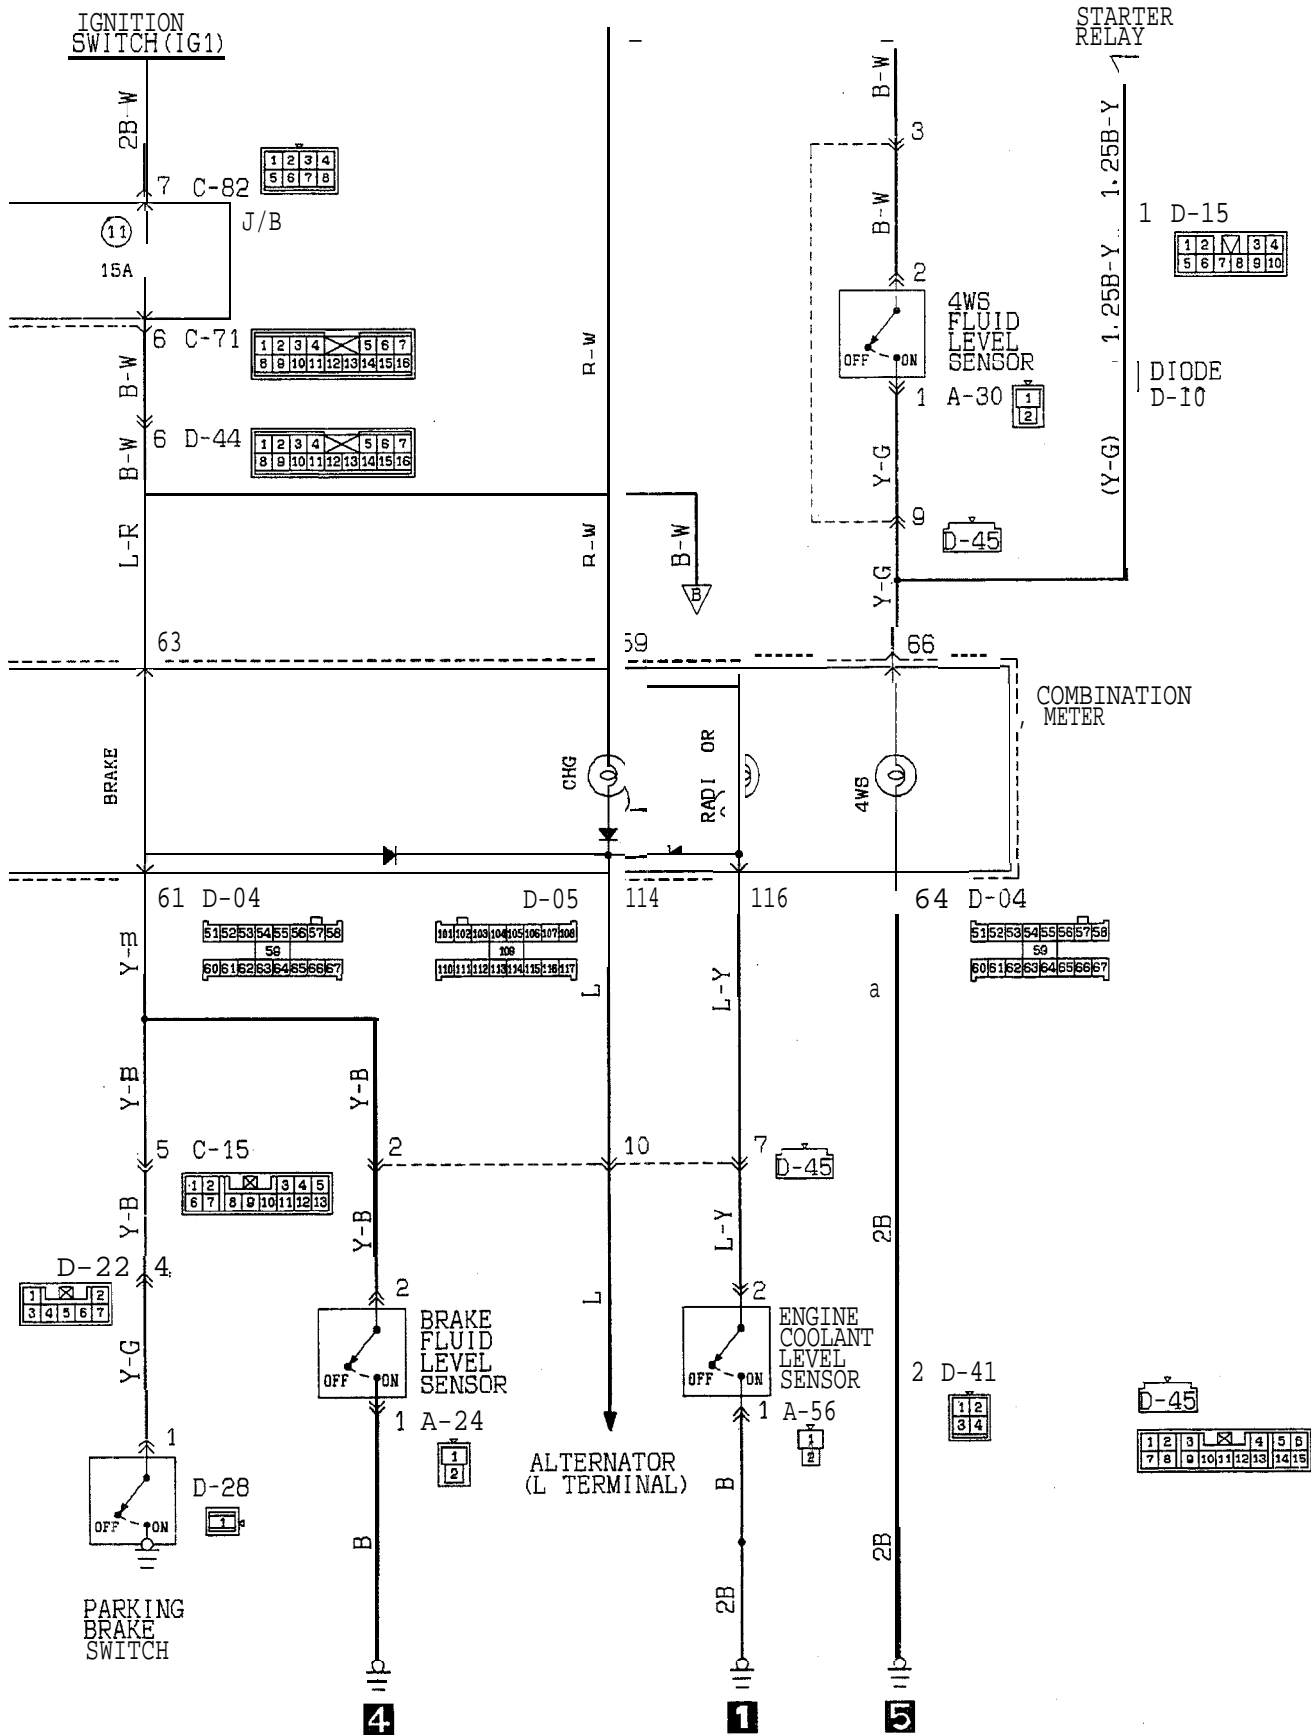 IGNITION
SWITCH(IG1)
STARTER
RELAY
2B-W
B-W
1.25B-Y
3
7 C-82
1 2 3 4
5 6 7 8
J/B
11
15A
B-W
1 D-15
1 2 3 4
5 6 7 8 9 10
2
4WS
FLUID
LEVEL
SENSOR
OFF ON
1.25B-Y
6 C-71
1 2 3 4 5 6 7
8 9 10 11 12 13 14 15 16
B-W
R-W
1 A-30
1
2
DIODE
D-10
6 D-44
1 2 3 4 5 6 7
8 9 10 11 12 13 14 15 16
B-W
Y-G
(Y-G)
9
D-45
L-R
R-W
B-W
Y-G
B
63
59
66
COMBINATION
METER
BRAKE
CHG
RADI OR
4WS
61 D-04
D-05 114
116
64 D-04
51 52 53 54 55 56 57 58
59
60 61 62 63 64 65 66 67
101 102 103 104 105 106 107 108
109
110 111 112 113 114 115 116 117
51 52 53 54 55 56 57 58
59
60 61 62 63 64 65 66 67
Y-m
L
L-Y
a
Y-m
Y-B
5 C-15
2
10
7
D-45
1 2 3 4 5
6 7 8 9 10 11 12 13
Y-B
Y-B
L-Y
2B
D-22 4
1 2
3 4 5 6 7
2
2
L
BRAKE
FLUID
LEVEL
SENSOR
OFF ON
ENGINE
COOLANT
LEVEL
SENSOR
OFF ON
Y-G
2 D-41
1 2
3 4
D-45
1 2 3 4 5 6
7 8 9 10 11 12 13 14 15
1 A-24
1
2
1 A-56
1
2
1
ALTERNATOR
(L TERMINAL)
D-28
1
OFF ON
B
B
2B
2B
PARKING
BRAKE
SWITCH
4
1
5